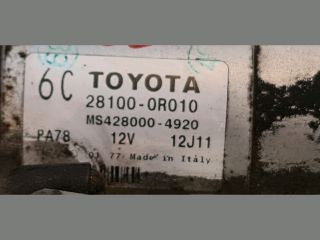 6C TOYOTA
28100-0R010
MS428000-4920
PA78 12V 12J11
Made in Italy